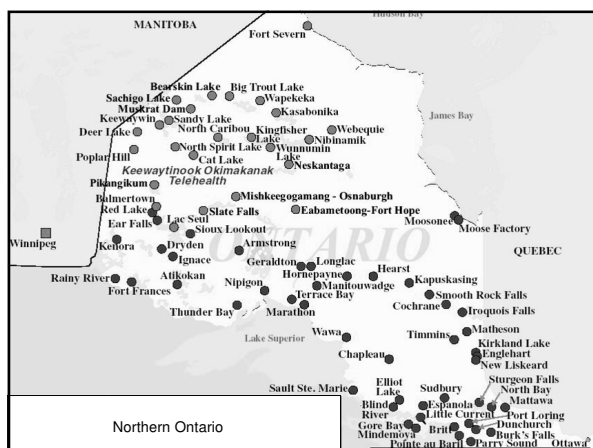 MANITOBA
Hudson Bay
Fort Severn
Bearskin Lake
Big Trout Lake
Sachigo Lake
Wapekeka
Muskrat Dam
Kasabonika
Keewaywin
Sandy Lake
James Bay
Deer Lake
North Caribou
Kingfisher
Lake
Webequie
Nibinamik
Poplar Hill
North Spirit Lake
Wunnumin
Lake
Cat Lake
Keewaytinook Okimakanak
Telehealth
Neskantaga
Pikangikum
Mishkeegogamang - Osnaburgh
Balmertown
Red Lake
Slate Falls
Eabametoong-Fort Hope
Ear Falls
Lac Seul
Moosonee
Moose Factory
Winnipeg
Sioux Lookout
ONTARIO
QUEBEC
Kenora
Dryden
Armstrong
Ignace
Geraldton
Longlac
Hornepayne
Hearst
Rainy River
Atikokan
Manitouwadge
Kapuskasing
Fort Frances
Nipigon
Terrace Bay
Smooth Rock Falls
Thunder Bay
Marathon
Cochrane
Iroquois Falls
Lake Superior
Wawa
Timmins
Matheson
Kirkland Lake
Chapleau
Englehart
New Liskeard
Sturgeon Falls
Sault Ste. Marie
Elliot
Lake
Sudbury
North Bay
Blind
River
Espanola
Mattawa
Little Current
Port Loring
Gore Bay
Britt
Dunchurch
Mindemoya
Burk's Falls
Pointe au Baril
Parry Sound
Ottawa
Northern Ontario